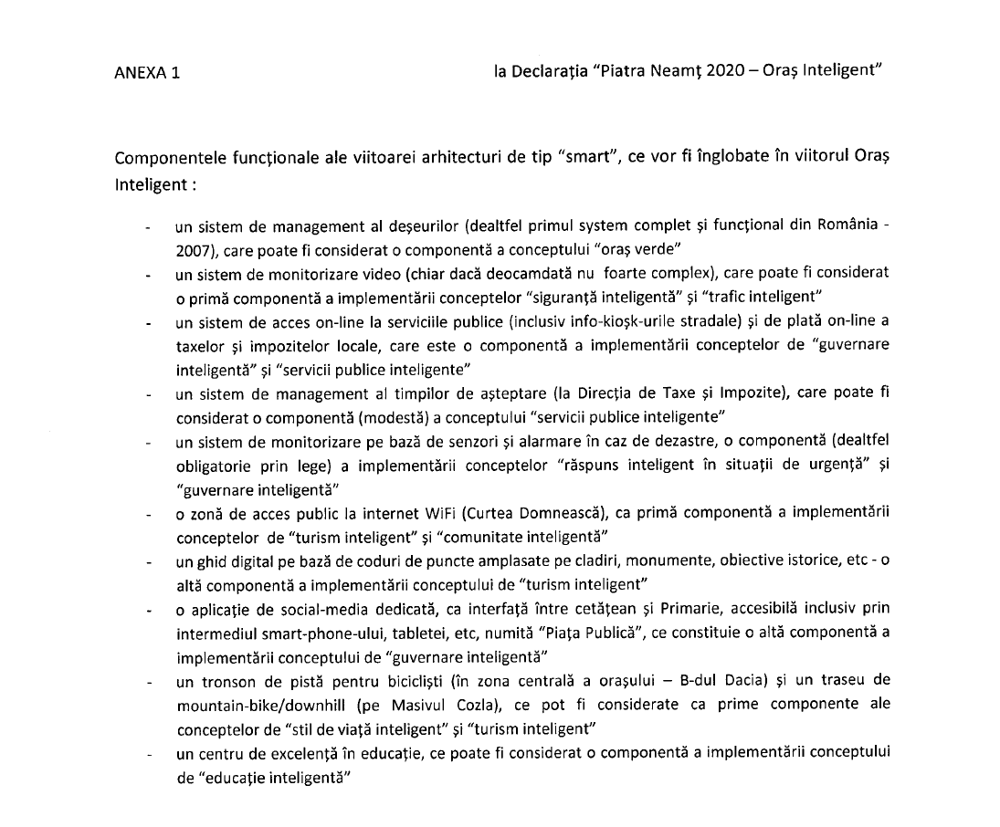 ANEXA 1 la Declarația “Piatra Neamț 2020 – Oraș Inteligent”
Componentele funcționale ale viitoarei arhitecturi de tip “smart”, ce vor fi înglobate în viitorul Oraș
Inteligent :
- un sistem de management al deșeurilor (dealtfel primul system complet și funcțional din România -
2007), care poate fi considerat o componentă a conceptului “oraș verde”
- un sistem de monitorizare video (chiar dacă deocamdată nu foarte complex), care poate fi considerat
o primă componentă a implementării conceptelor “siguranță inteligentă” și “trafic inteligent”
- un sistem de acces on-line la serviciile publice (inclusiv info-kioșk-urile stradale) și de plată on-line a
taxelor și impozitelor locale, care este o componentă a implementării conceptelor de “guvernare
inteligentă” și “servicii publice inteligente”
- un sistem de management al timpilor de așteptare (la Direcția de Taxe și Impozite), care poate fi
considerat o componentă (modestă) a conceptului “servicii publice inteligente”
- un sistem de monitorizare pe bază de senzori și alarmare în caz de dezastre, o componentă (dealtfel
obligatorie prin lege) a implementării conceptelor “răspuns inteligent în situații de urgență” și
“guvernare inteligentă”
- o zonă de acces public la internet WiFi (Curtea Domnească), ca primă componentă a implementării
conceptelor de “turism inteligent” și “comunitate inteligentă”
- un ghid digital pe bază de coduri de puncte amplasate pe cladiri, monumente, obiective istorice, etc - o
altă componentă a implementării conceptului de “turism inteligent”
- o aplicație de social-media dedicată, ca interfață între cetățean și Primarie, accesibilă inclusiv prin
intermediul smart-phone-ului, tabletei, etc, numită “Piața Publică”, ce constituie o altă componentă a
implementării conceptului de “guvernare inteligentă”
- un tronson de pistă pentru bicicliști (în zona centrală a orașului – B-dul Dacia) și un traseu de
mountain-bike/downhill (pe Masivul Cozla), ce pot fi considerate ca prime componente ale
conceptelor de “stil de viață inteligent” și “turism inteligent”
- un centru de excelență în educație, ce poate fi considerat o componentă a implementării conceptului
de “educație inteligentă”